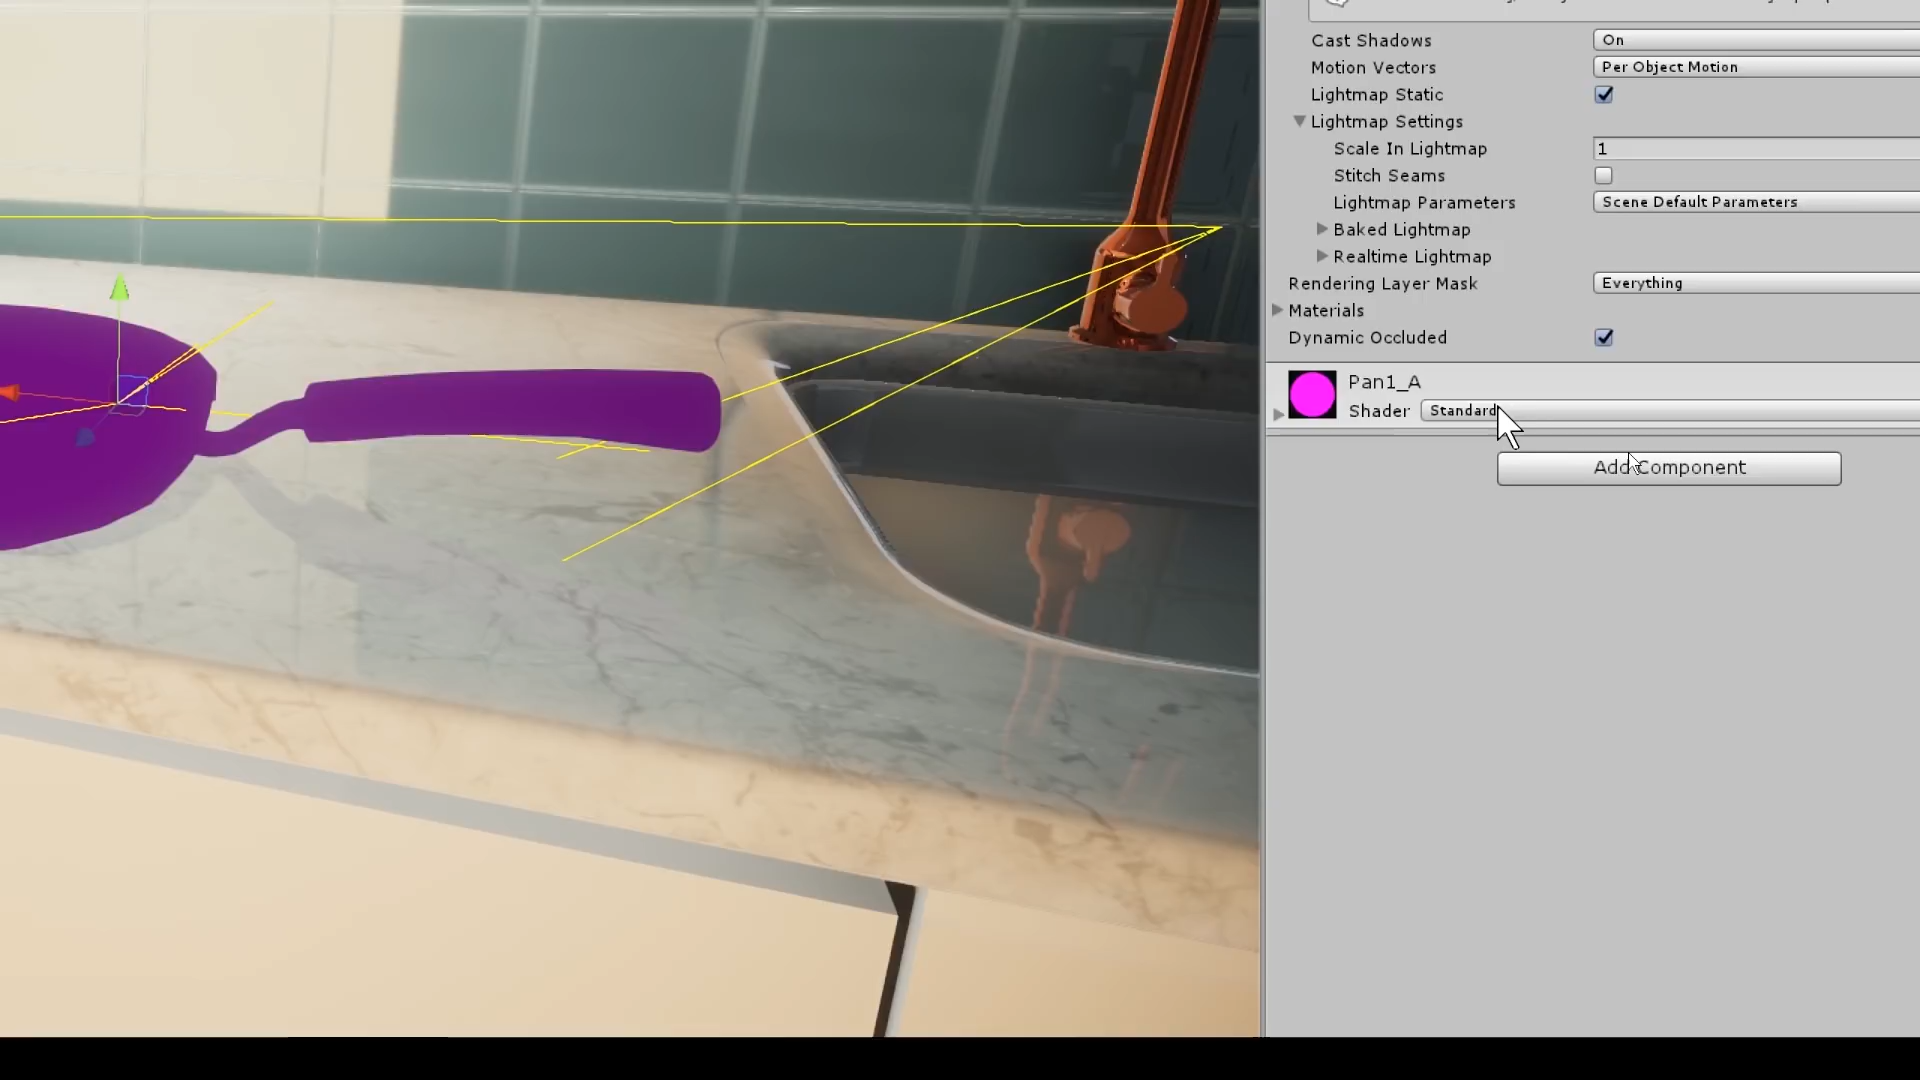 Cast Shadows On
Motion Vectors Per Object Motion
Lightmap Static
Lightmap Settings
Scale In Lightmap 1
Stitch Seams
Lightmap Parameters Scene Default Parameters
Baked Lightmap
Realtime Lightmap
Rendering Layer Mask Everything
Materials
Dynamic Occluded
Pan1_A
Shader Standard
Add Component